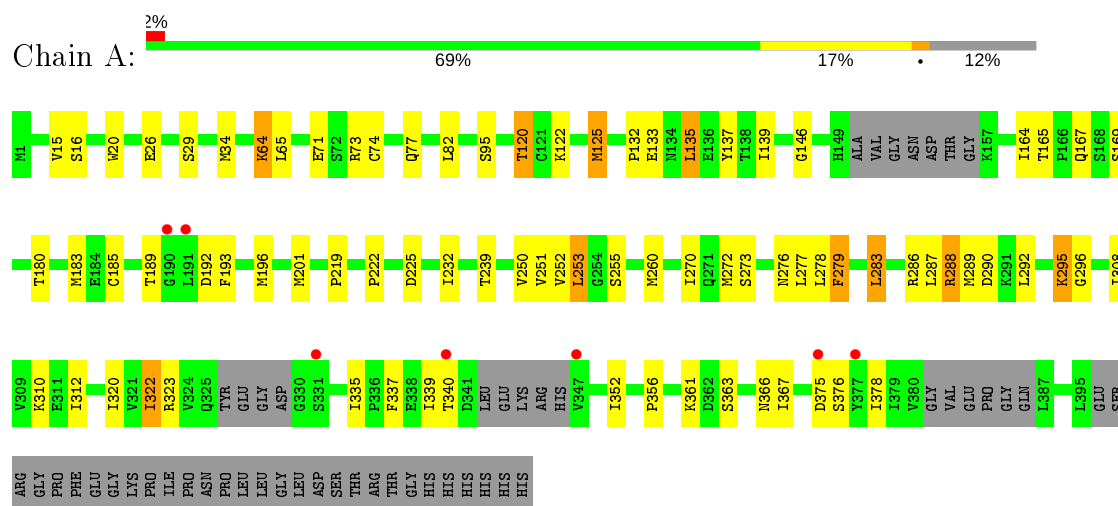 2%
Chain A:
69% 17% • 12%
M1 V15 S16 W20 E26 S29 M34 K64 L65 E71 S72 R73 C74 Q77 L82 S95 T120 C121 K122 M125 P132 E133 N134 L135 E136 Y137 T138 I139 G146 H149 ALA VAL GLY ASN ASP THR GLY K157 I164 T165 P166 Q167 S168 S169
T180 M183 E184 C185 T189 G190 L191 D192 F193 M196 M201 P219 P222 D225 I232 T239 V250 V251 V252 L253 G254 S255 M260 I270 Q271 M272 S273 N276 L277 L278 F279 L283 R286 L287 R288 M289 D290 K291 L292 K295 G296
V309 K310 E311 I312 I320 V321 I322 R323 V324 Q325 TYR GLU GLY ASP G330 S331 I335 P336 F337 E338 I339 T340 D341 LEU GLU LYS ARG HIS V347 I352 P356 K361 D362 S363 N366 I367 D375 S376 Y377 I378 I379 V380 GLY VAL GLU PRO GLY GLN L387 L395 GLU
ARG GLY PRO PHE GLU GLY LYS PRO ILE PRO ASN PRO LEU LEU GLY LEU ASP SER THR ARG THR GLY HIS HIS HIS HIS HIS HIS